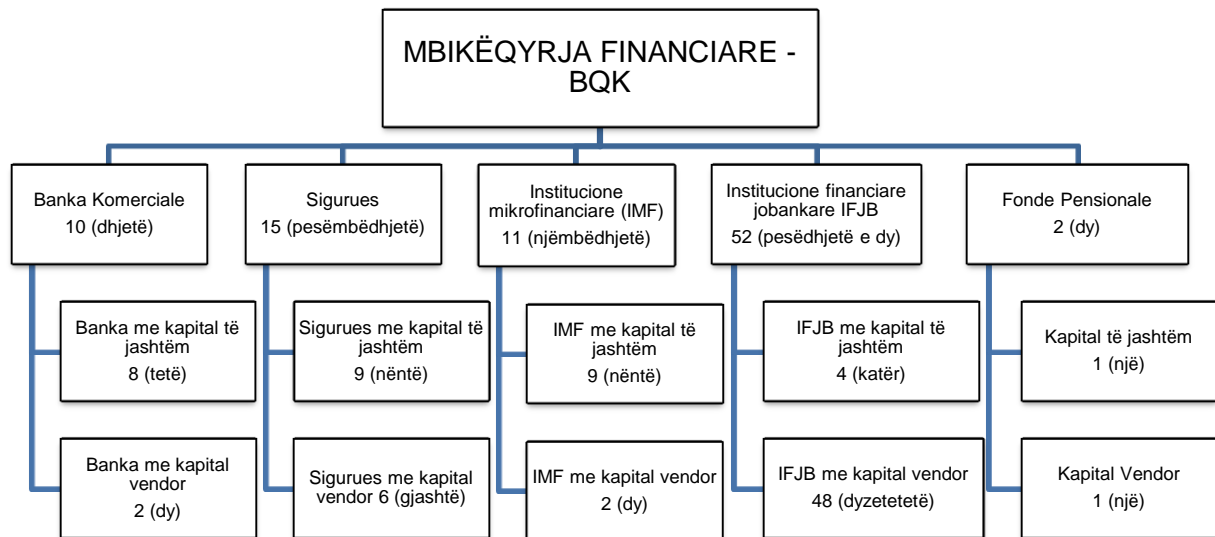 MBIKËQYRJA FINANCIARE -
BQK
Banka Komerciale
10 (dhjetë)
Sigurues
15 (pesëmbëdhjetë)
Institucione
mikrofinanciare (IMF)
11 (njëmbëdhjetë)
Institucione financiare
jobankare IFJB
52 (pesëdhjetë e dy)
Fonde Pensionale
2 (dy)
Banka me kapital të
jashtëm
8 (tetë)
Sigurues me kapital të
jashtëm
9 (nëntë)
IMF me kapital të
jashtëm
9 (nëntë)
IFJB me kapital të
jashtëm
4 (katër)
Kapital të jashtëm
1 (një)
Banka me kapital
vendor
2 (dy)
Sigurues me kapital
vendor 6 (gjashtë)
IMF me kapital vendor
2 (dy)
IFJB me kapital vendor
48 (dyzetetetë)
Kapital Vendor
1 (një)